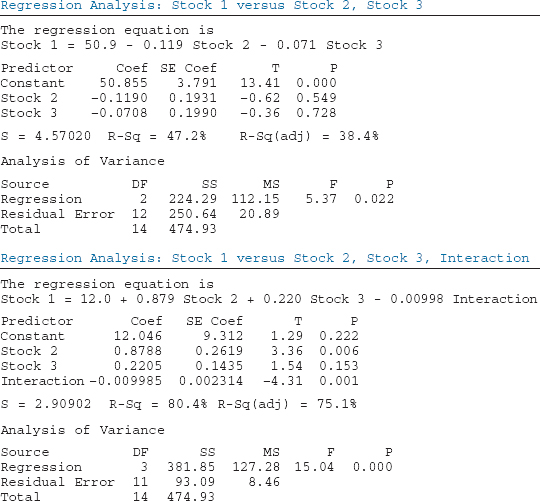 Regression Analysis: Stock 1 versus Stock 2, Stock 3
The regression equation is
Stock 1 = 50.9 - 0.119 Stock 2 - 0.071 Stock 3
Predictor Coef SE Coef T P
Constant 50.855 3.791 13.41 0.000
Stock 2 -0.1190 0.1931 -0.62 0.549
Stock 3 -0.0708 0.1990 -0.36 0.728
S = 4.57020 R-Sq = 47.2% R-Sq(adj) = 38.4%
Analysis of Variance
Source DF SS MS F P
Regression 2 224.29 112.15 5.37 0.022
Residual Error 12 250.64 20.89
Total 14 474.93
Regression Analysis: Stock 1 versus Stock 2, Stock 3, Interaction
The regression equation is
Stock 1 = 12.0 + 0.879 Stock 2 + 0.220 Stock 3 - 0.00998 Interaction
Predictor Coef SE Coef T P
Constant 12.046 9.312 1.29 0.222
Stock 2 0.8788 0.2619 3.36 0.006
Stock 3 0.2205 0.1435 1.54 0.153
Interaction -0.009985 0.002314 -4.31 0.001
S = 2.90902 R-Sq = 80.4% R-Sq(adj) = 75.1%
Analysis of Variance
Source DF SS MS F P
Regression 3 381.85 127.28 15.04 0.000
Residual Error 11 93.09 8.46
Total 14 474.93